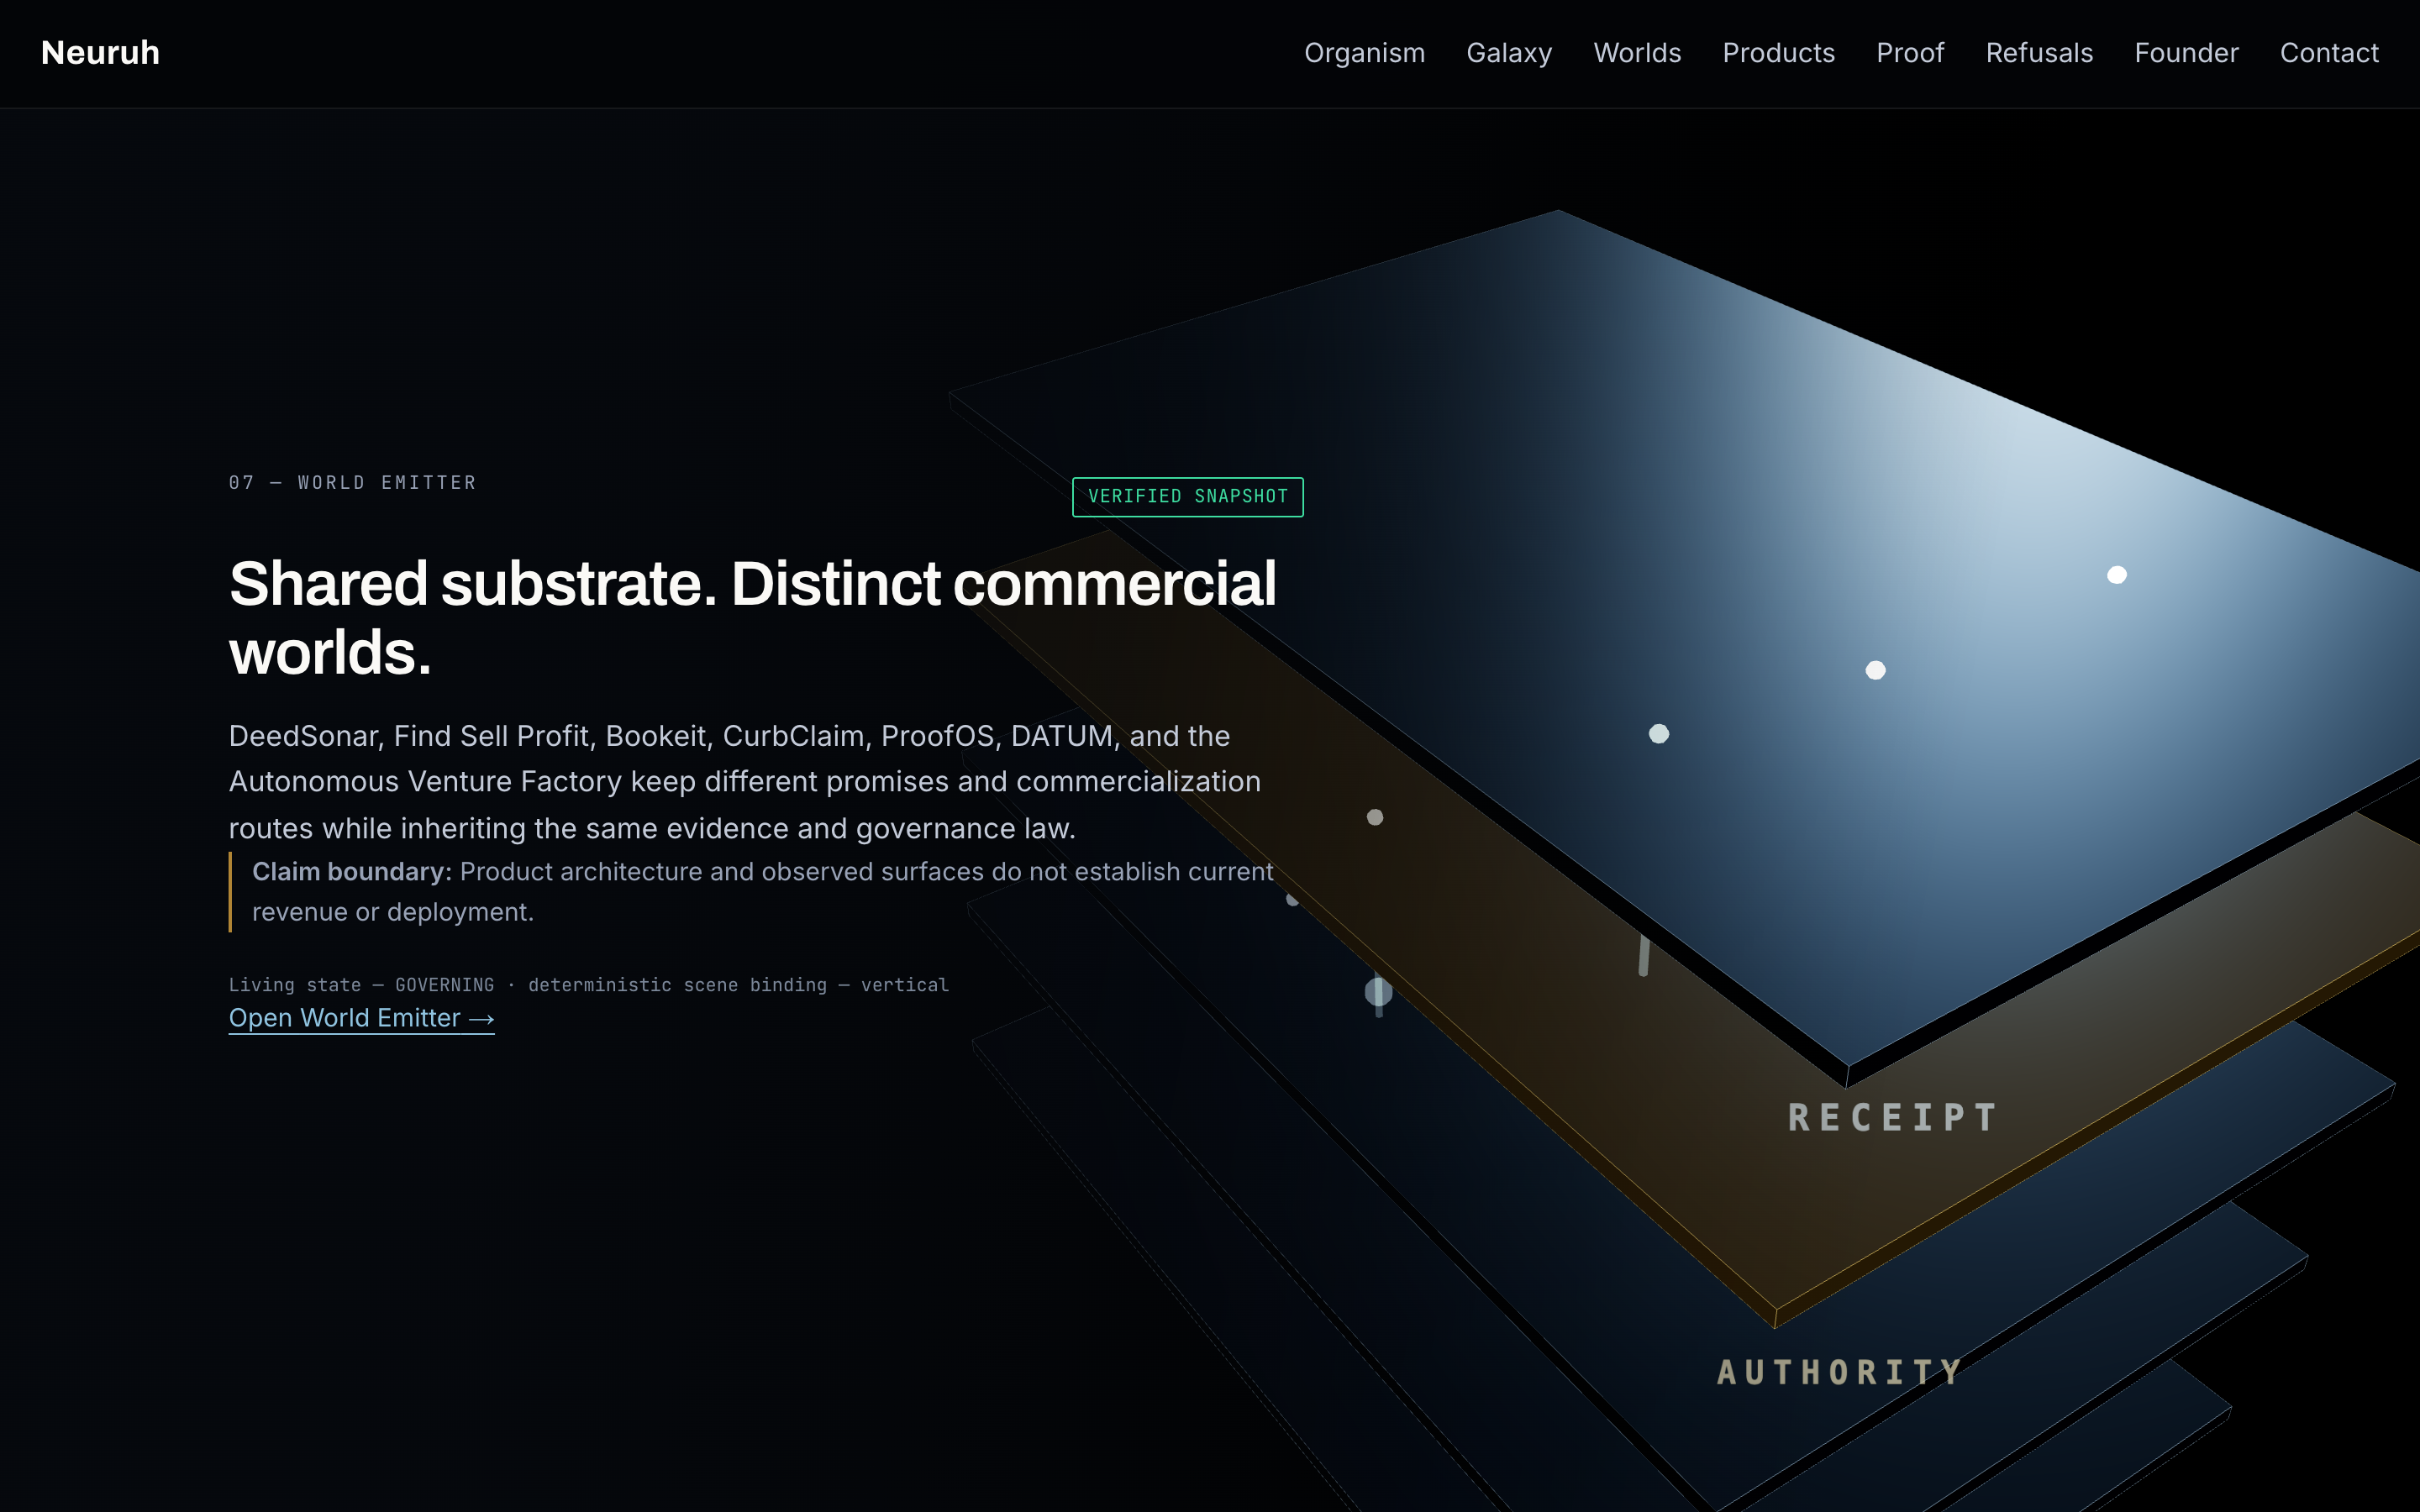 Neuruh
Organism Galaxy Worlds Products Proof Refusals Founder Contact
07 — WORLD EMITTER
VERIFIED SNAPSHOT
Shared substrate. Distinct commercial
worlds.
DeedSonar, Find Sell Profit, Bookeit, CurbClaim, ProofOS, DATUM, and the
Autonomous Venture Factory keep different promises and commercialization
routes while inheriting the same evidence and governance law.
Claim boundary: Product architecture and observed surfaces do not establish current
revenue or deployment.
Living state — GOVERNING · deterministic scene binding — vertical
Open World Emitter →
RECEIPT
AUTHORITY